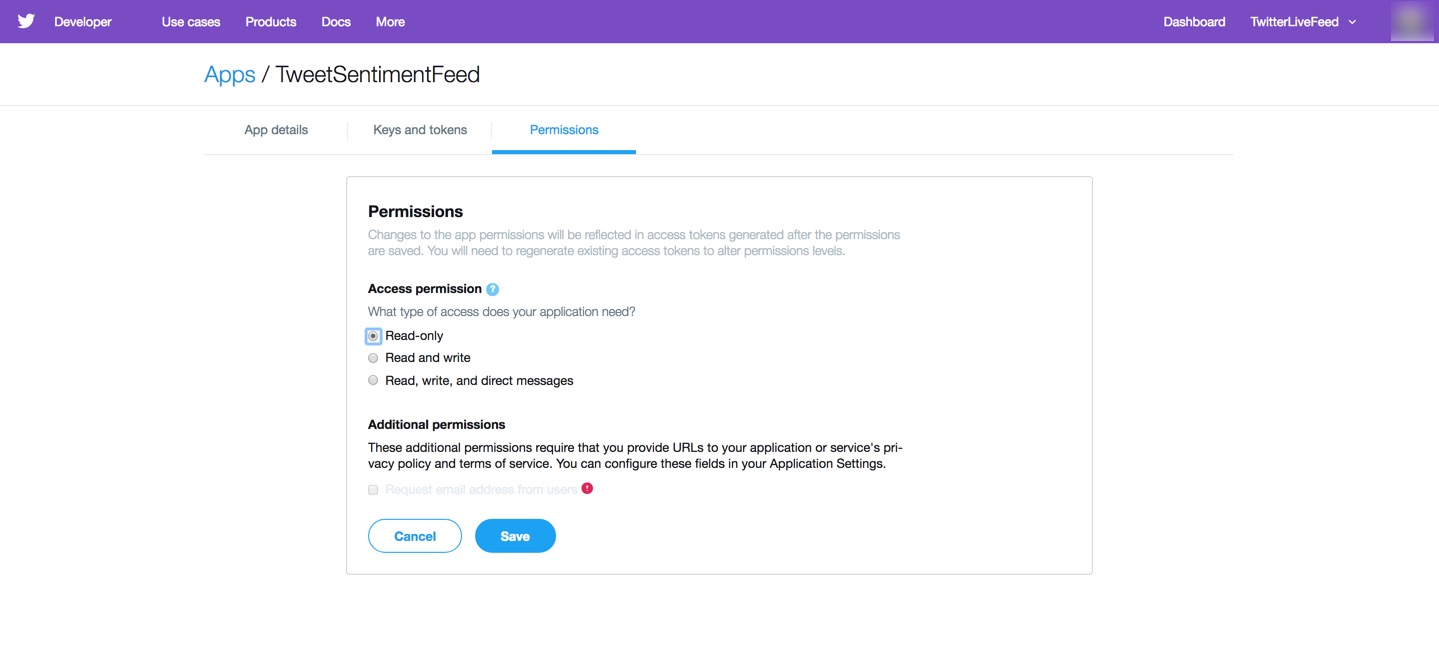 Developer Use cases Products Docs More Dashboard TwitterLiveFeed
Apps / TweetSentimentFeed
App details Keys and tokens Permissions
Permissions
Changes to the app permissions will be reflected in access tokens generated after the permissions
are saved. You will need to regenerate existing access tokens to alter permissions levels.
Access permission ?
What type of access does your application need?
Read-only
Read and write
Read, write, and direct messages
Additional permissions
These additional permissions require that you provide URLs to your application or service's pri-
vacy policy and terms of service. You can configure these fields in your Application Settings.
Request email address from users !
Cancel Save